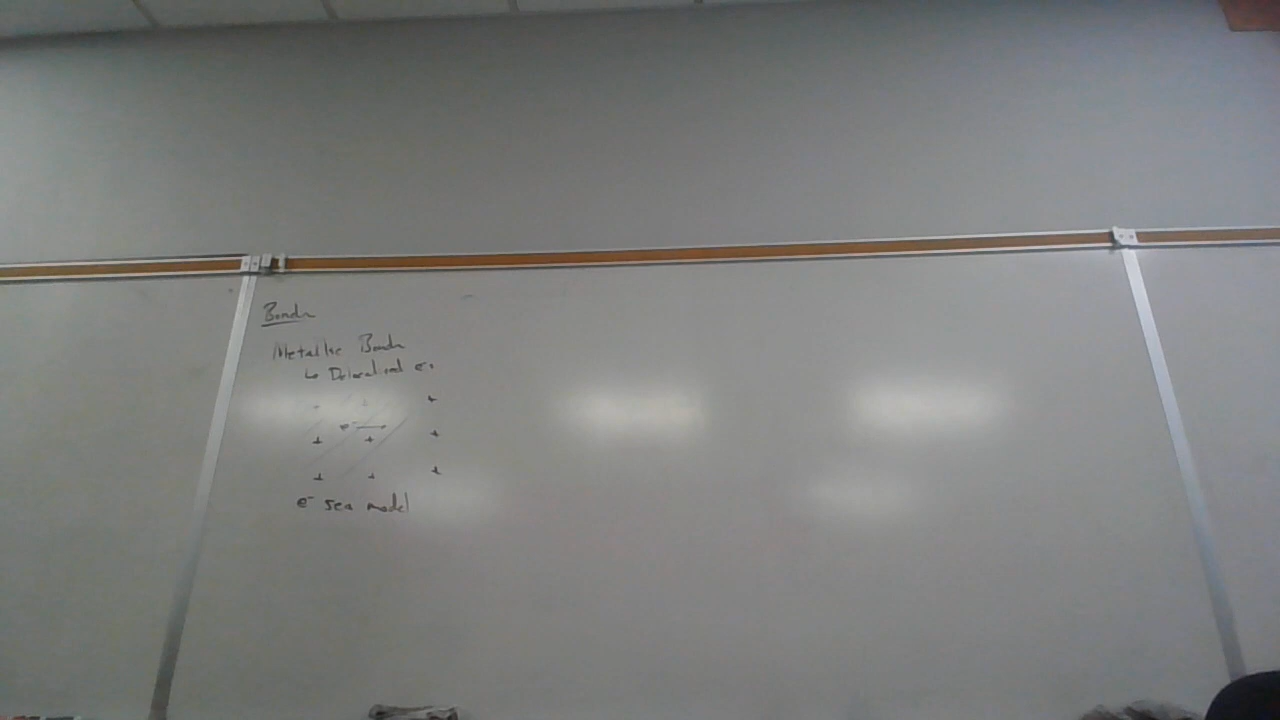 Bonds
Metallic Bonds
↳ Delocalized e⁻s
+
e⁻ →
+ + +
+ + +
e⁻ sea model